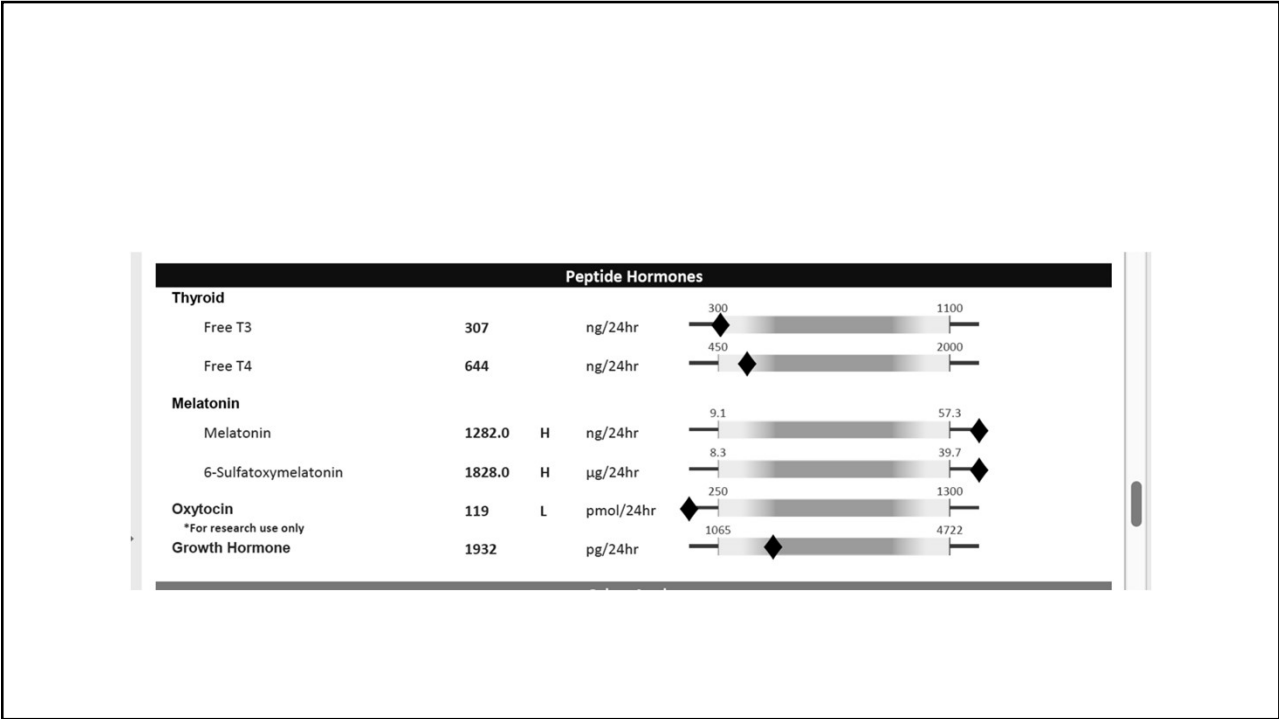 Peptide Hormones
Thyroid
300 1100
Free T3 307 ng/24hr
450 2000
Free T4 644 ng/24hr
Melatonin
9.1 57.3
Melatonin 1282.0 H ng/24hr
8.3 39.7
6-Sulfatoxymelatonin 1828.0 H µg/24hr
250 1300
Oxytocin 119 L pmol/24hr
*For research use only
1065 4722
Growth Hormone 1932 pg/24hr